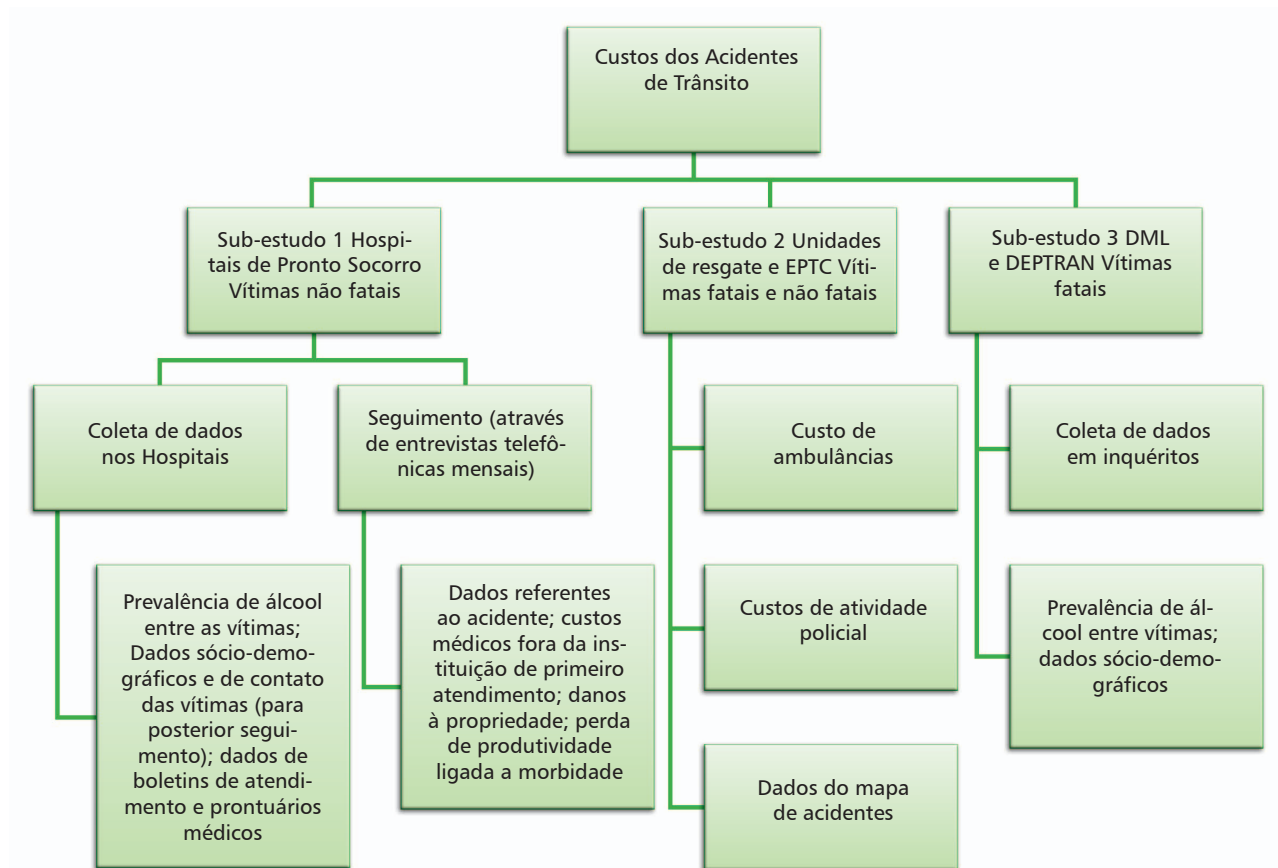 Custos dos Acidentes
de Trânsito
Sub-estudo 1 Hospi-
tais de Pronto Socorro
Vítimas não fatais
Sub-estudo 2 Unidades
de resgate e EPTC Víti-
mas fatais e não fatais
Sub-estudo 3 DML
e DEPTRAN Vítimas
fatais
Coleta de dados
nos Hospitais
Seguimento (através
de entrevistas telefô-
nicas mensais)
Custo de
ambulâncias
Coleta de dados
em inquéritos
Prevalência de álcool
entre as vítimas;
Dados sócio-demo-
gráficos e de contato
das vítimas (para
posterior segui-
mento); dados de
boletins de atendi-
mento e prontuários
médicos
Dados referentes
ao acidente; custos
médicos fora da ins-
tituição de primeiro
atendimento; danos
à propriedade; perda
de produtividade
ligada a morbidade
Custos de atividade
policial
Prevalência de ál-
cool entre vítimas;
dados sócio-demo-
gráficos
Dados do mapa
de acidentes